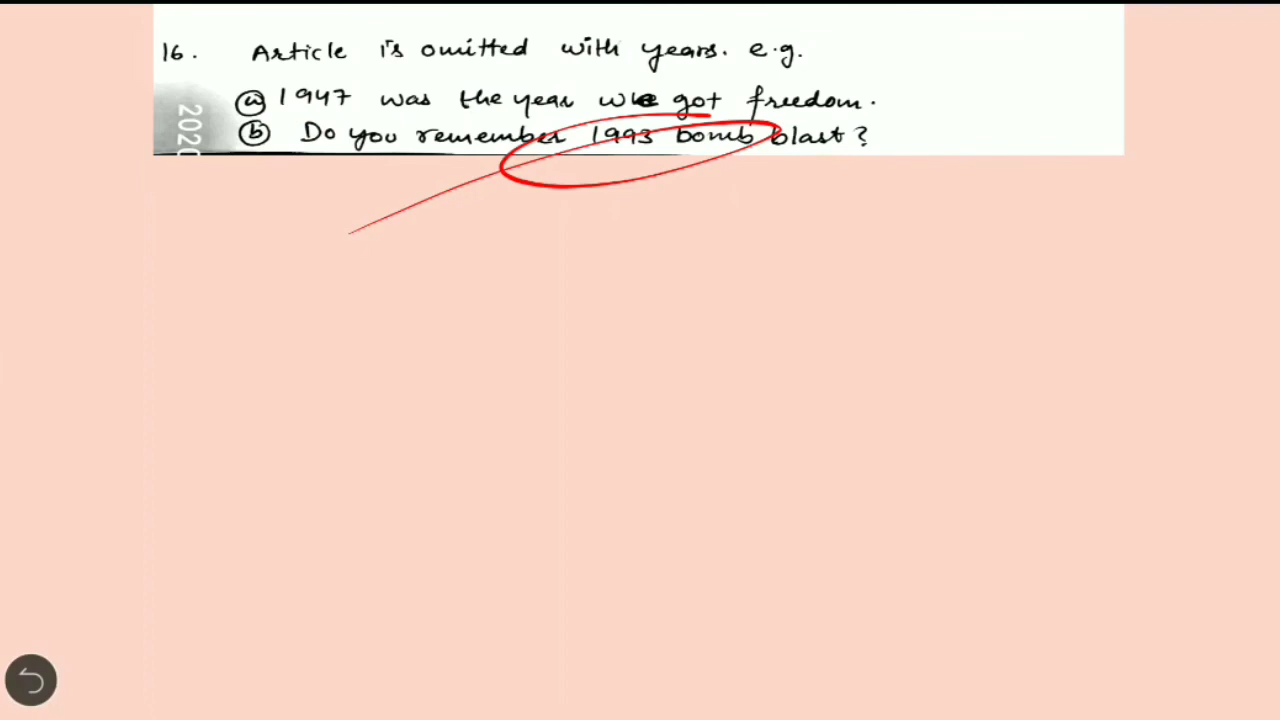 16. Article is omitted with years. e.g.
(a) 1947 was the year we got freedom.
(b) Do you remember 1993 bomb blast?
2020